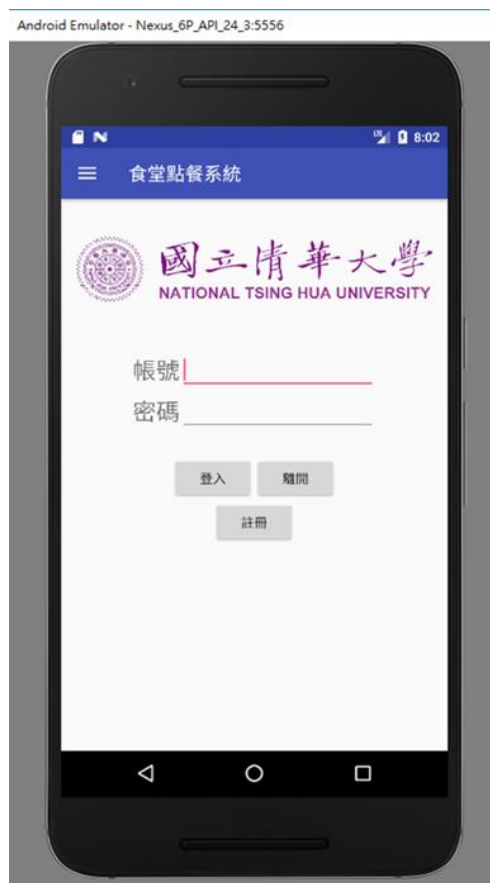 Android Emulator - Nexus_6P_API_24_3:5556
8:02
食堂點餐系統
國立清華大學
NATIONAL TSING HUA UNIVERSITY
帳號
密碼
登入 離開
註冊